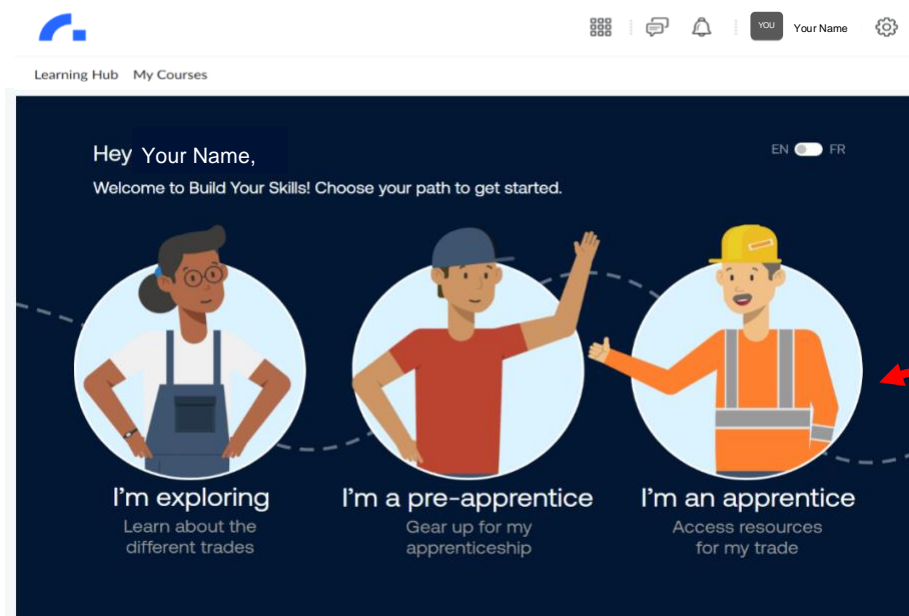 YOU Your Name
Learning Hub My Courses
Hey Your Name,
EN FR
Welcome to Build Your Skills! Choose your path to get started.
I'm exploring
Learn about the
different trades
I'm a pre-apprentice
Gear up for my
apprenticeship
I'm an apprentice
Access resources
for my trade